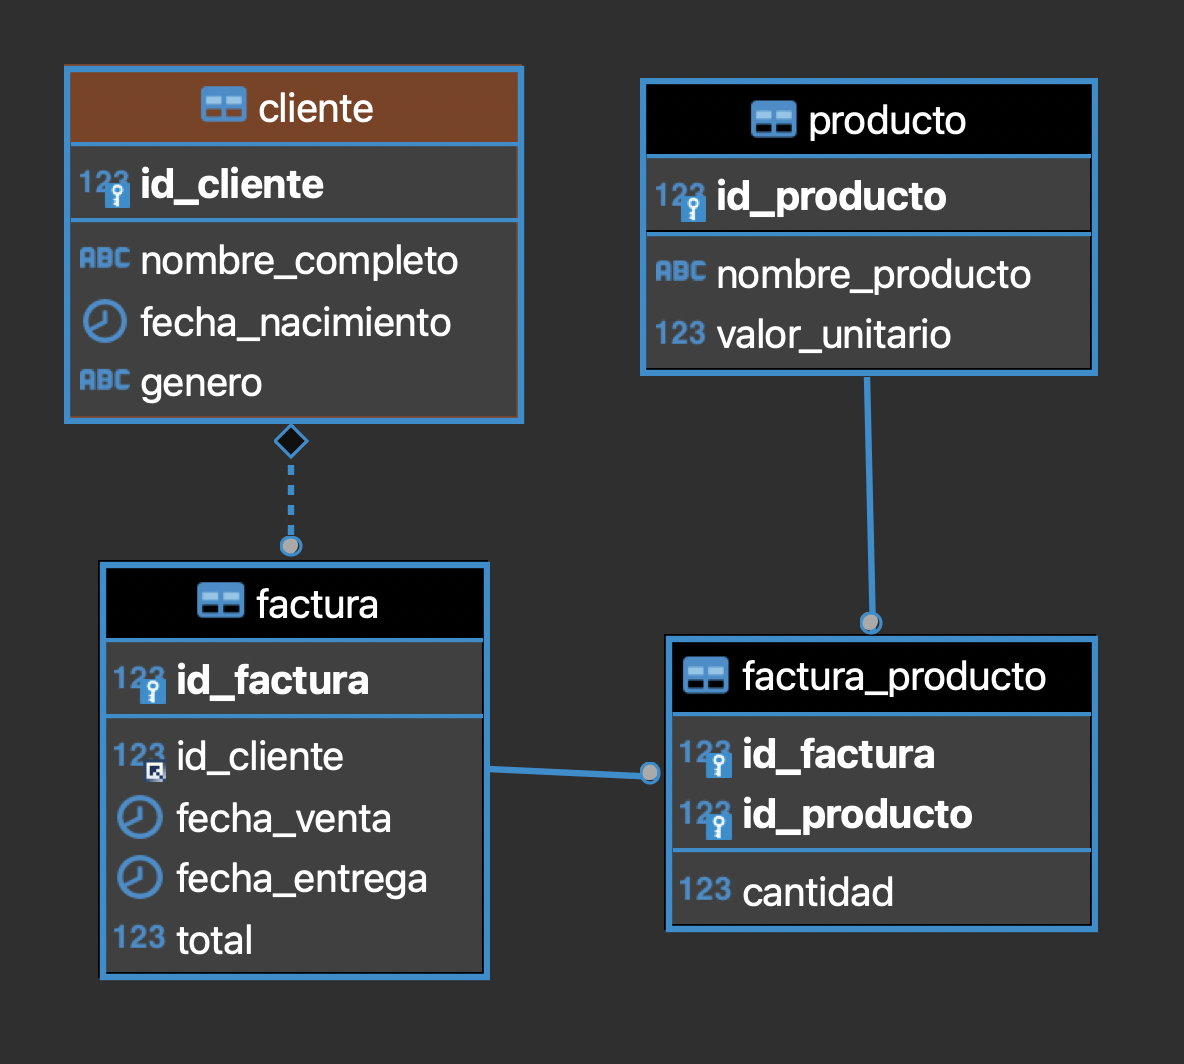 cliente
123 id_cliente
ABC nombre_completo
fecha_nacimiento
ABC genero
producto
123 id_producto
ABC nombre_producto
123 valor_unitario
factura
123 id_factura
123 id_cliente
fecha_venta
fecha_entrega
123 total
factura_producto
123 id_factura
123 id_producto
123 cantidad